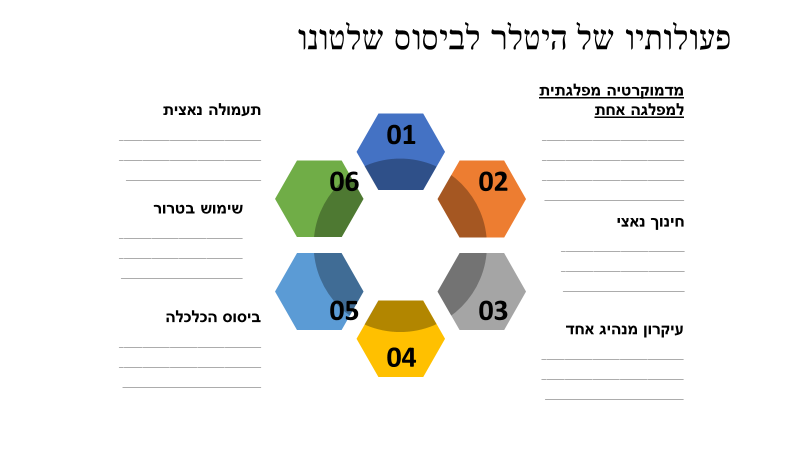 פעולותיו של היטלר לביסוס שלטונו
מדמוקרטיה מפלגתית
למפלגה אחת
חינוך נאצי
עיקרון מנהיג אחד
תעמולה נאצית
שימוש בטרור
ביסוס הכלכלה
01
02
03
04
05
06